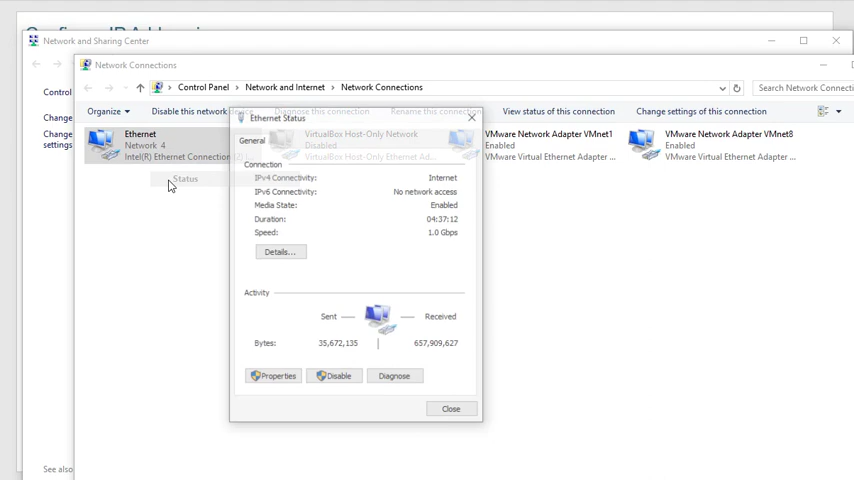 Network and Sharing Center
Network Connections
Control Panel
Network and Internet
Network Connections
Search Network Connecti
Control
Organize
Disable this network device
Diagnose this connection
Rename this connection
View status of this connection
Change settings of this connection
Change
Change
settings
Ethernet
Network 4
Intel(R) Ethernet Connection (2) I...
Status
VirtualBox Host-Only Network
Disabled
VirtualBox Host-Only Ethernet Ad...
VMware Network Adapter VMnet1
Enabled
VMware Virtual Ethernet Adapter ...
VMware Network Adapter VMnet8
Enabled
VMware Virtual Ethernet Adapter ...
Ethernet Status
General
Connection
IPv4 Connectivity: Internet
IPv6 Connectivity: No network access
Media State: Enabled
Duration: 04:37:12
Speed: 1.0 Gbps
Details...
Activity
Sent Received
Bytes: 35,672,135 657,909,627
Properties Disable Diagnose
Close
See also